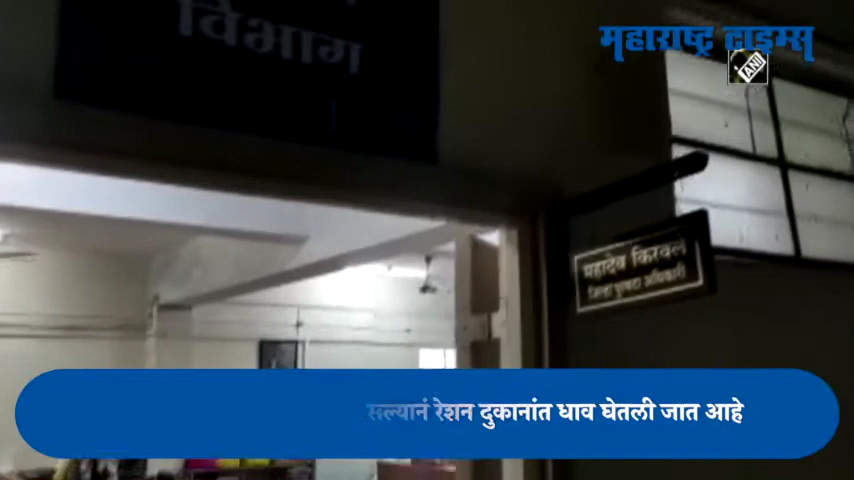 विभाग
महाराष्ट्र टाइम्स
ANI
महादेव किरवले
जिल्हा पुरवठा अधिकारी
सल्यानं रेशन दुकानांत धाव घेतली जात आहे